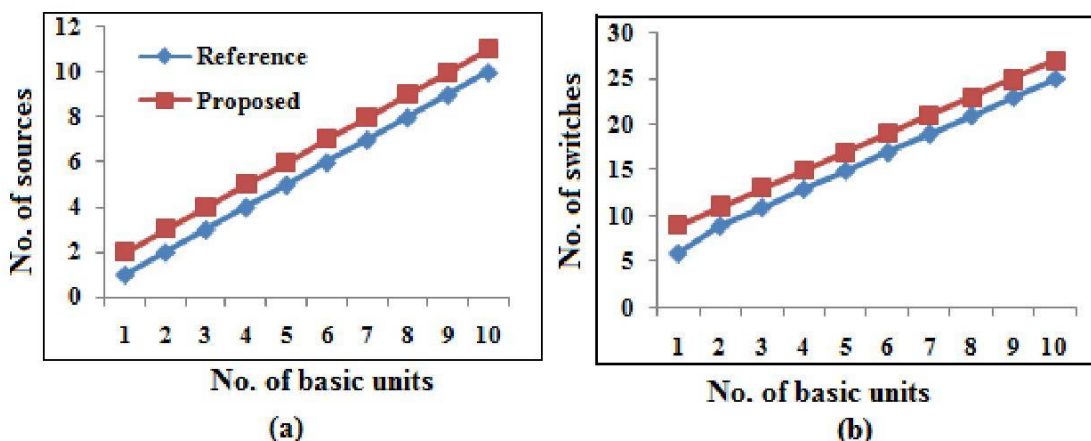 No. of sources
12
10
8
6
4
2
0
Reference
Proposed
1 2 3 4 5 6 7 8 9 10
No. of basic units
(a)
No. of switches
30
25
20
15
10
5
0
1 2 3 4 5 6 7 8 9 10
No. of basic units
(b)